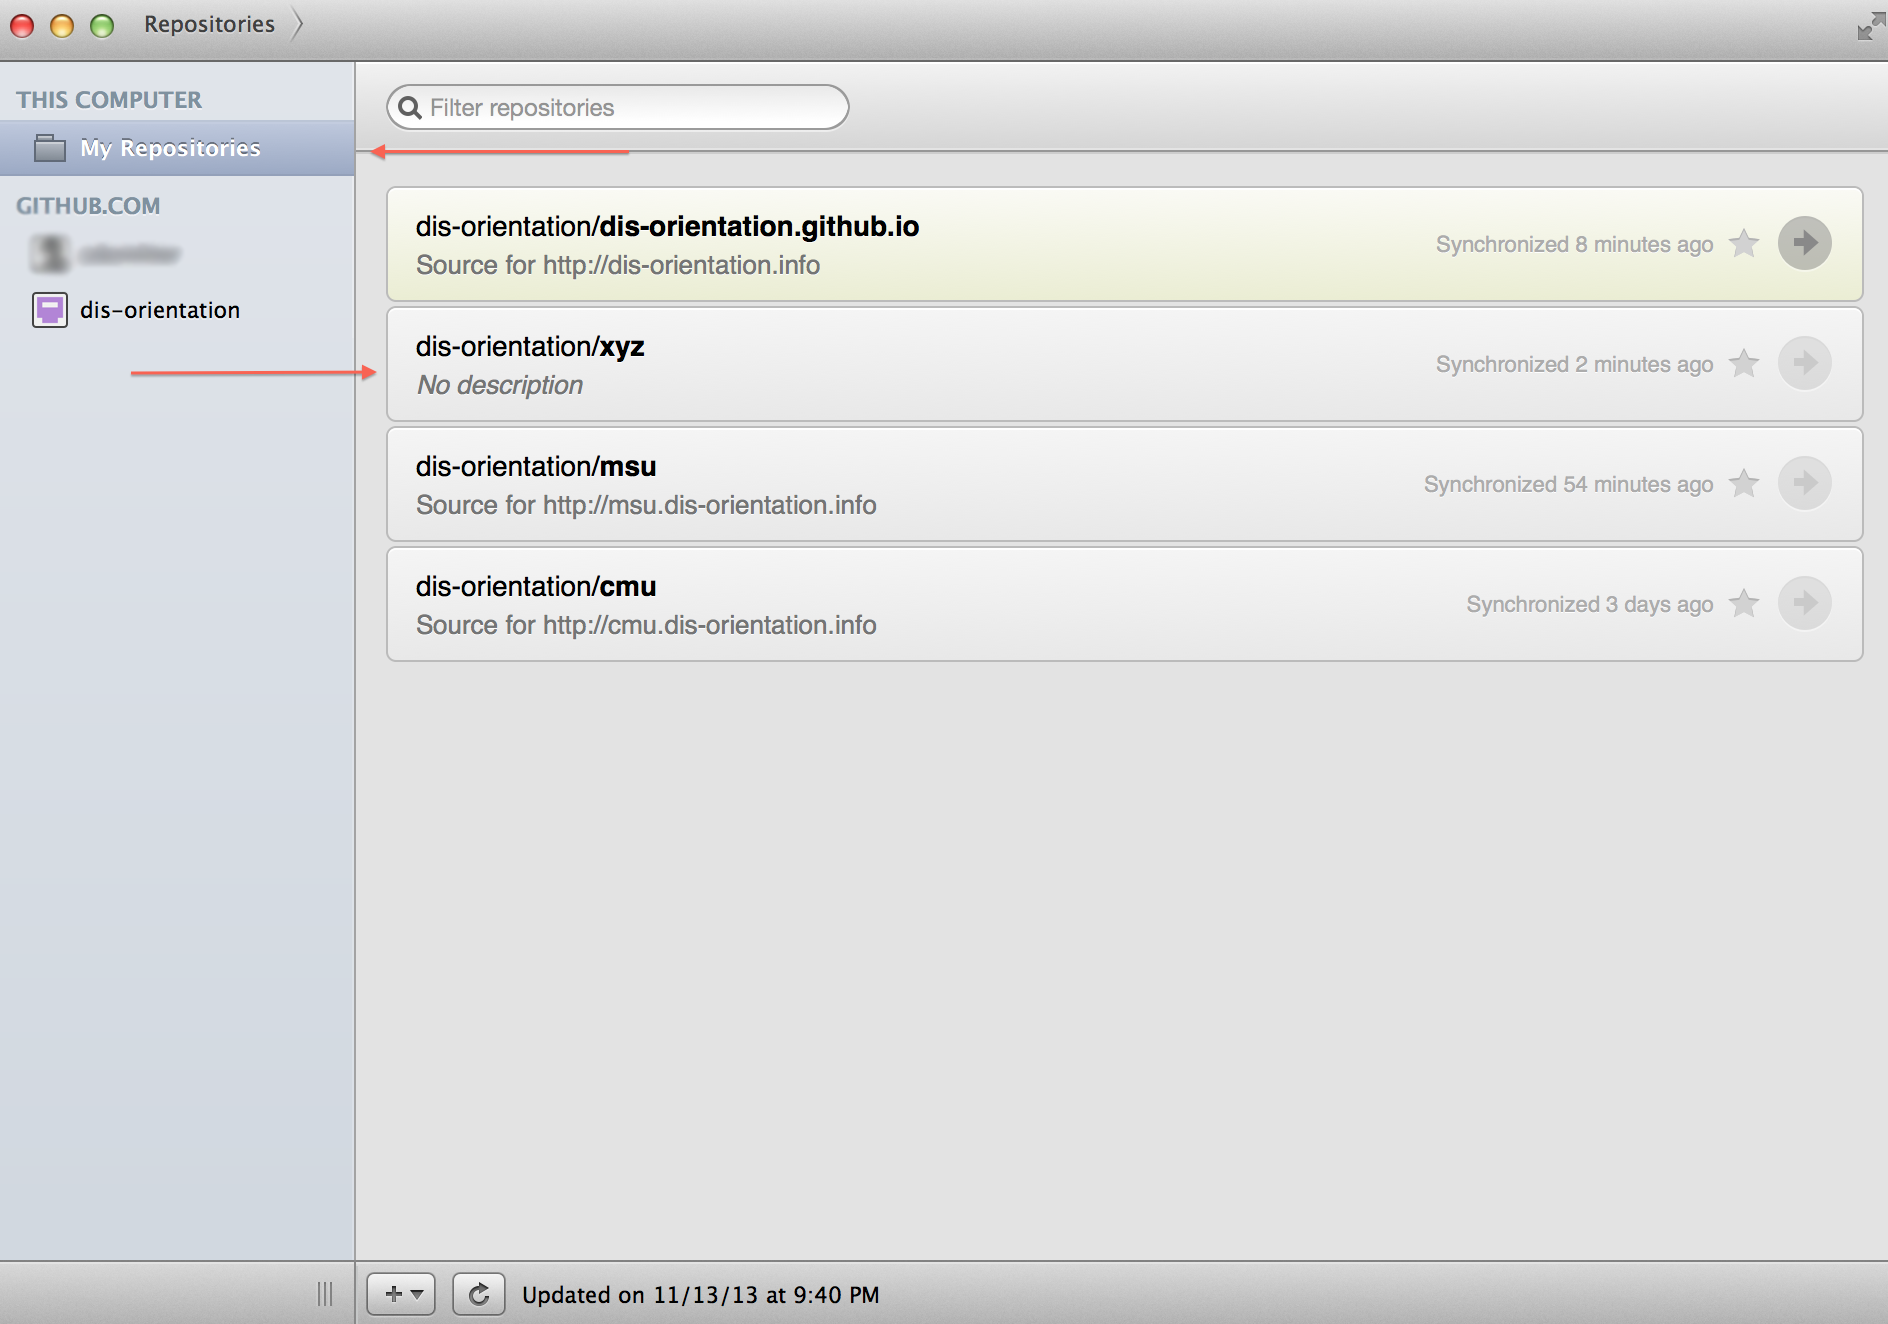 Repositories
THIS COMPUTER
My Repositories
GITHUB.COM
dis-orientation
Filter repositories
dis-orientation/dis-orientation.github.io
Source for http://dis-orientation.info
Synchronized 8 minutes ago
dis-orientation/xyz
No description
Synchronized 2 minutes ago
dis-orientation/msu
Source for http://msu.dis-orientation.info
Synchronized 54 minutes ago
dis-orientation/cmu
Source for http://cmu.dis-orientation.info
Synchronized 3 days ago
Updated on 11/13/13 at 9:40 PM